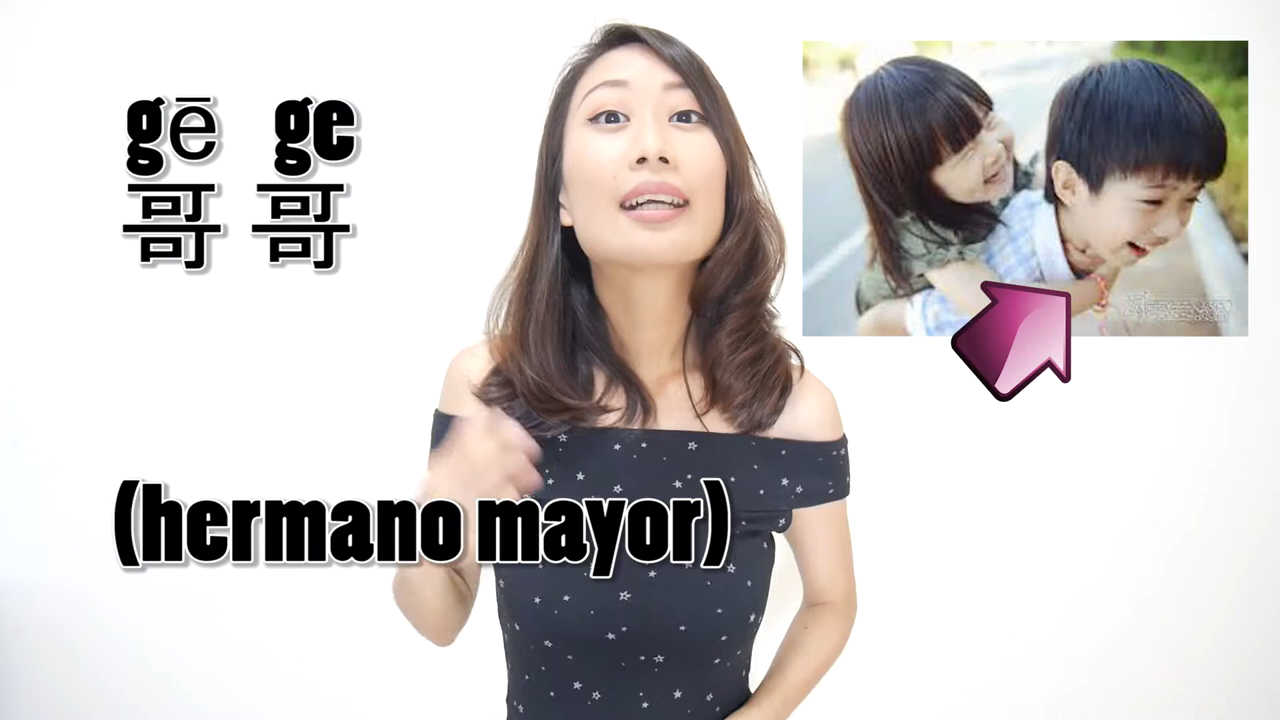 gē ge
哥 哥
(hermano mayor)